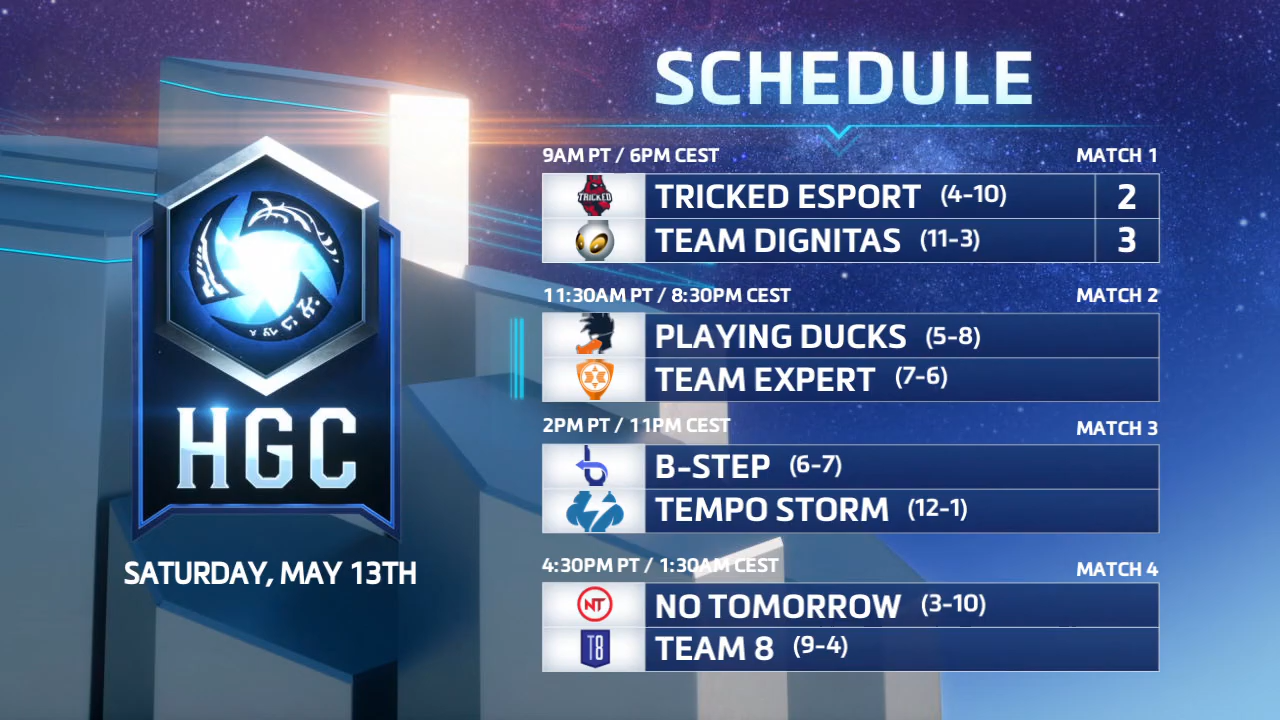 SCHEDULE
9AM PT / 6PM CEST MATCH 1
TRICKED
TRICKED ESPORT (4-10) 2
TEAM DIGNITAS (11-3) 3
11:30AM PT / 8:30PM CEST MATCH 2
PLAYING DUCKS (5-8)
TEAM EXPERT (7-6)
2PM PT / 11PM CEST MATCH 3
B-STEP (6-7)
TEMPO STORM (12-1)
4:30PM PT / 1:30AM CEST MATCH 4
NT NO TOMORROW (3-10)
T8 TEAM 8 (9-4)
HGC
SATURDAY, MAY 13TH